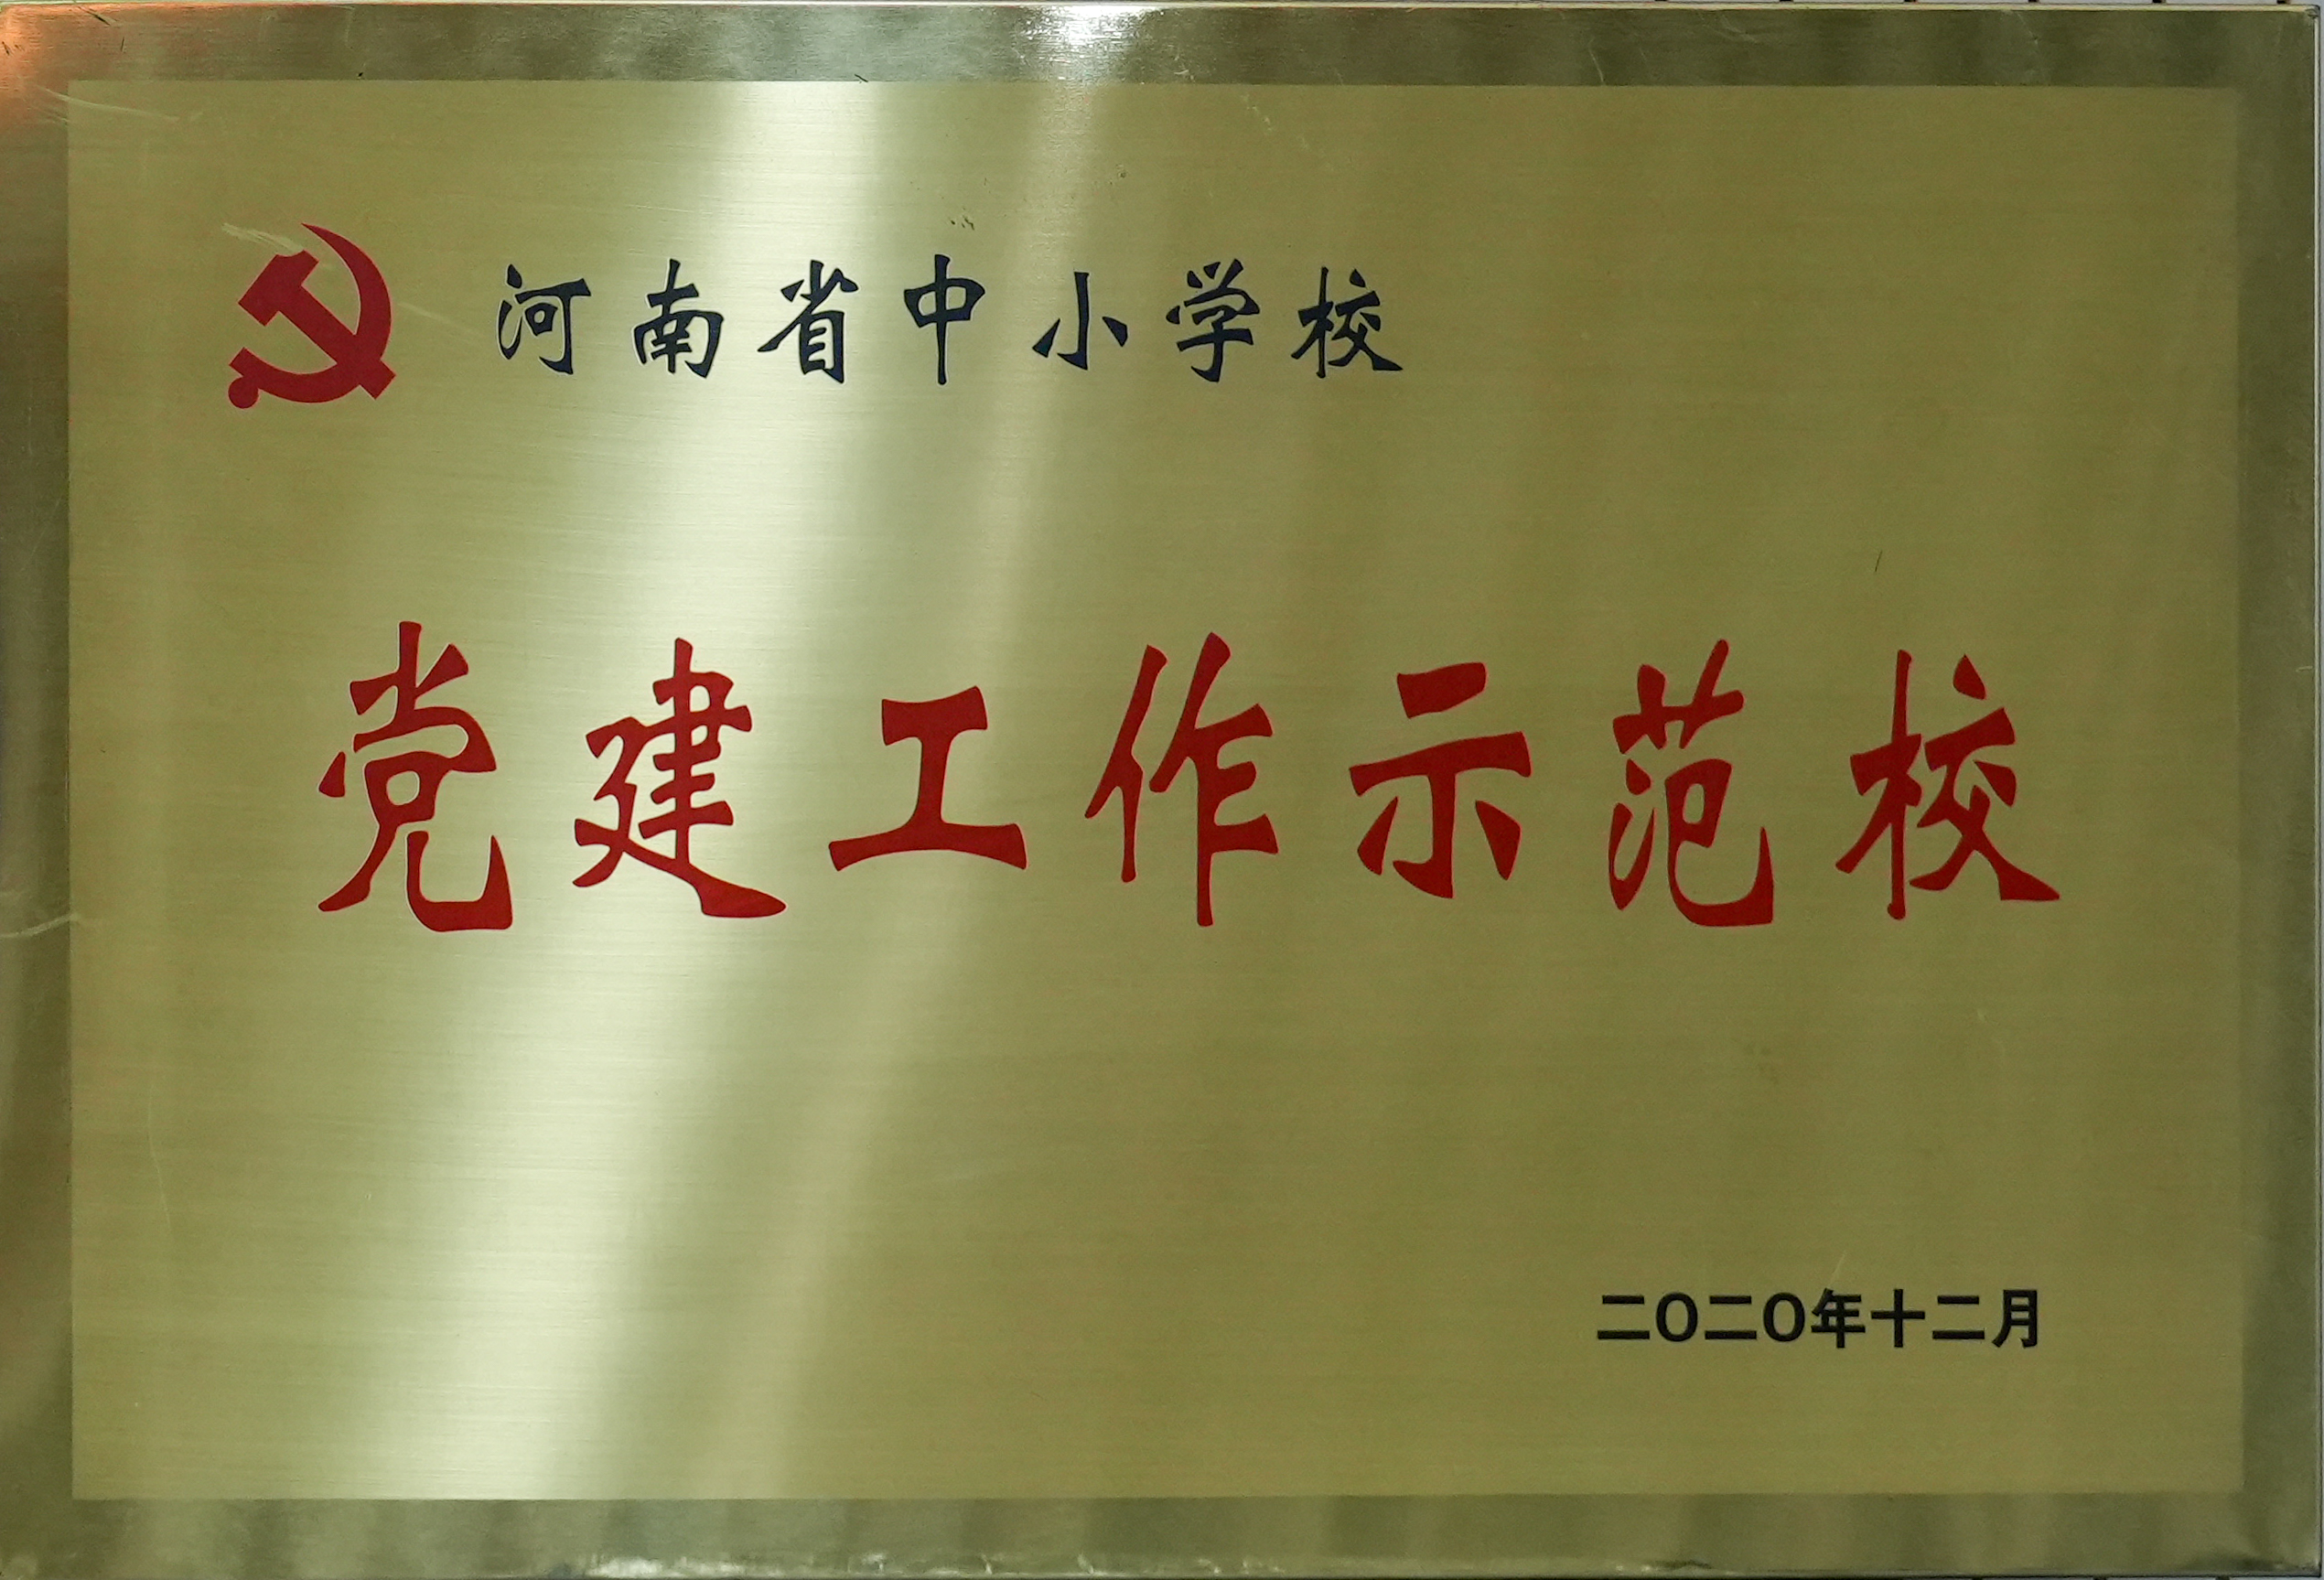 河南省中小学校
党建工作示范校
二〇二〇年十二月